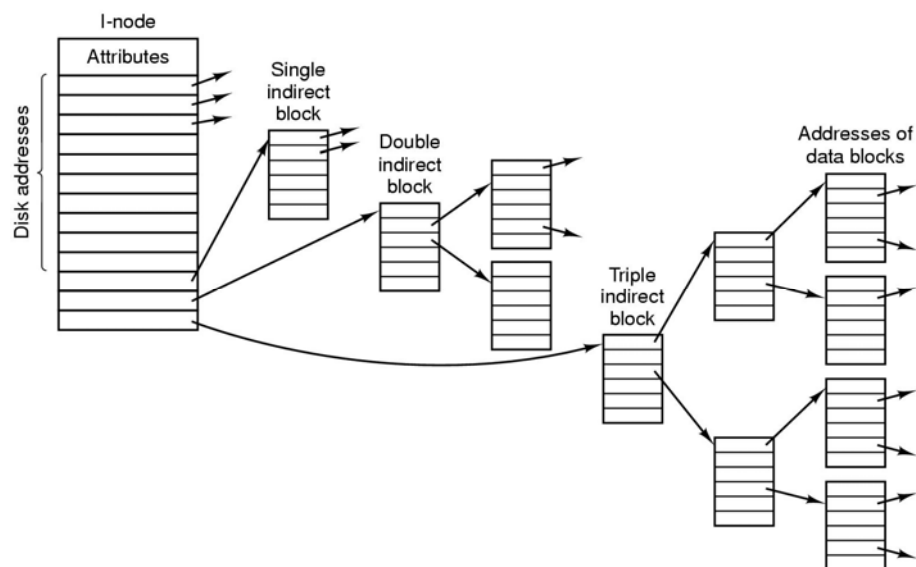 I-node
Attributes
Disk addresses
Single
indirect
block
Double
indirect
block
Triple
indirect
block
Addresses of
data blocks